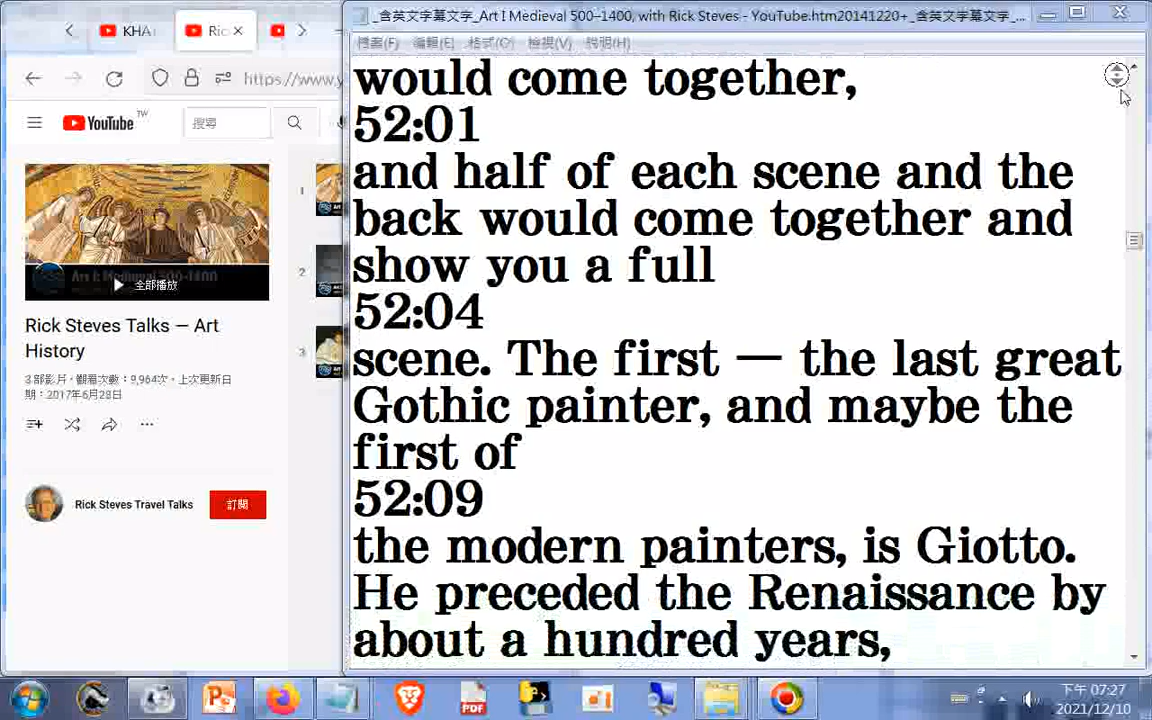 KHA
Ric
_含英文字幕文字_Art I Medieval 500–1400, with Rick Steves - YouTube.htm20141220+_含英文字幕文字_...
檔案(F) 編輯(E) 格式(O) 檢視(V) 說明(H)
https://www.y
YouTube TW
搜尋
would come together,
52:01
and half of each scene and the
back would come together and
show you a full
52:04
scene. The first — the last great
Gothic painter, and maybe the
first of
52:09
the modern painters, is Giotto.
He preceded the Renaissance by
about a hundred years,
Art I: Medieval 500-1400
全部播放
Rick Steves Talks — Art
History
3 部影片・觀看次數：9,964次・上次更新日
期：2017年6月28日
Rick Steves Travel Talks
訂閱
1
2
3
PDF
下午 07:27
2021/12/10